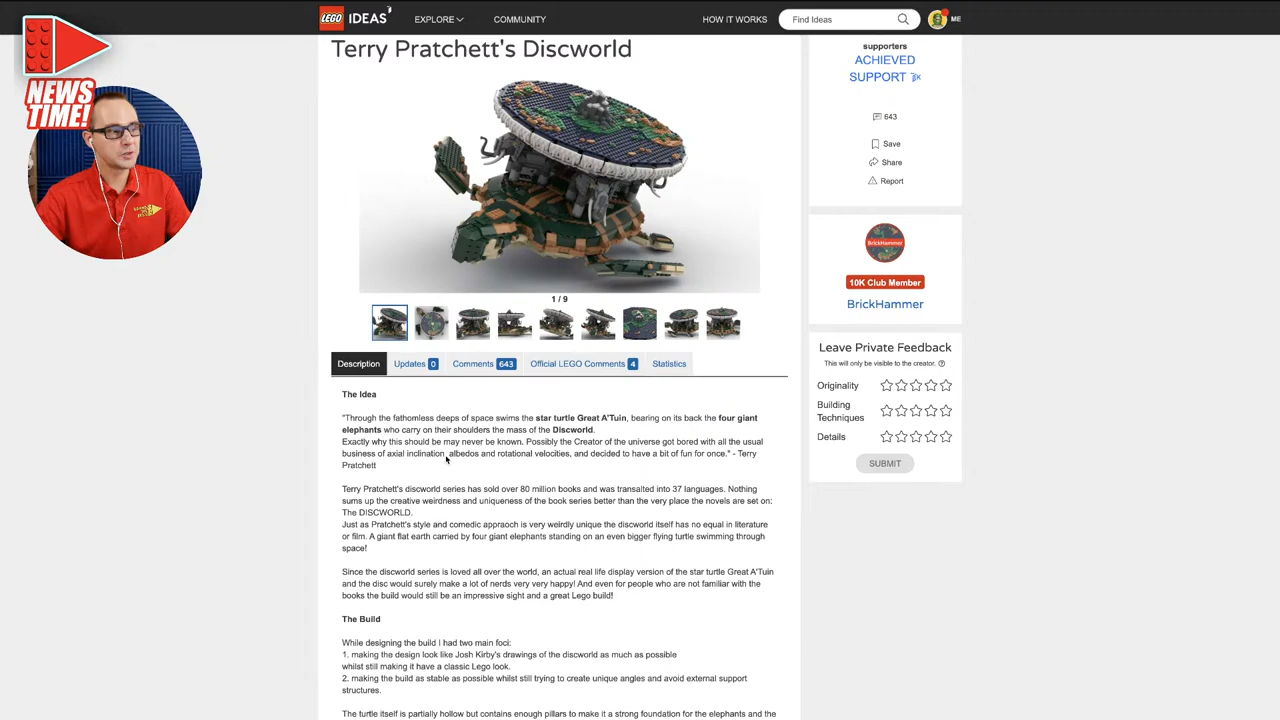 LEGO IDEAS EXPLORE COMMUNITY HOW IT WORKS Find Ideas ME
NEWS
TIME!
Terry Pratchett's Discworld
1 / 9
Description Updates 0 Comments 643 Official LEGO Comments 4 Statistics
The Idea
"Through the fathomless deeps of space swims the star turtle Great A'Tuin, bearing on its back the four giant
elephants who carry on their shoulders the mass of the Discworld.
Exactly why this should be may never be known. Possibly the Creator of the universe got bored with all the usual
business of axial inclination, albedos and rotational velocities, and decided to have a bit of fun for once." - Terry
Pratchett
Terry Pratchett's discworld series has sold over 80 million books and was transalted into 37 languages. Nothing
sums up the creative weirdness and uniqueness of the book series better than the very place the novels are set on:
The DISCWORLD.
Just as Pratchett's style and comedic appraoch is very weirdly unique the discworld itself has no equal in literature
or film. A giant flat earth carried by four giant elephants standing on an even bigger flying turtle swimming through
space!
Since the discworld series is loved all over the world, an actual real life display version of the star turtle Great A'Tuin
and the disc would surely make a lot of nerds very very happy! And even for people who are not familiar with the
books the build would still be an impressive sight and a great Lego build!
The Build
While designing the build I had two main foci:
1. making the design look like Josh Kirby's drawings of the discworld as much as possible
whilst still making it have a classic Lego look.
2. making the build as stable as possible whilst still trying to create unique angles and avoid external support
structures.
The turtle itself is partially hollow but contains enough pillars to make it a strong foundation for the elephants and the
supporters
ACHIEVED
SUPPORT
643
Save
Share
Report
BrickHammer
10K Club Member
BrickHammer
Leave Private Feedback
This will only be visible to the creator.
Originality
Building
Techniques
Details
SUBMIT